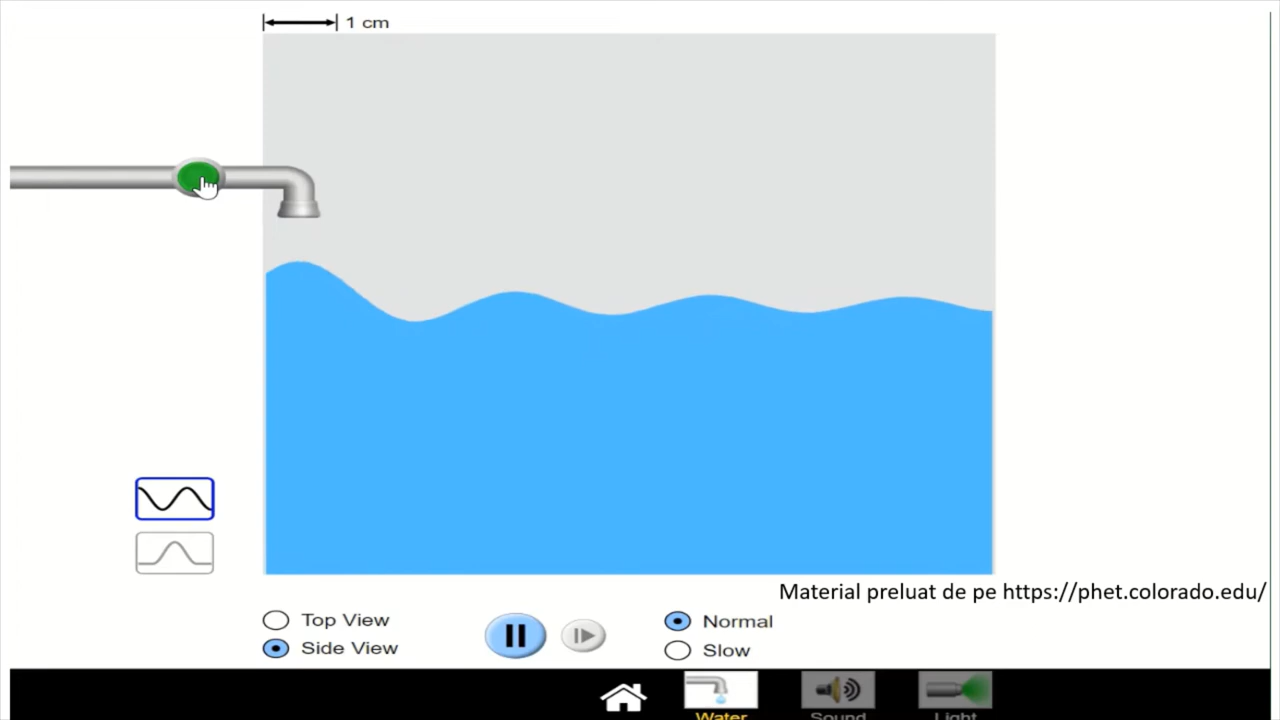 1 cm
Material preluat de pe https://phet.colorado.edu/
Top View
Normal
Side View
Slow
Water
Sound
Light